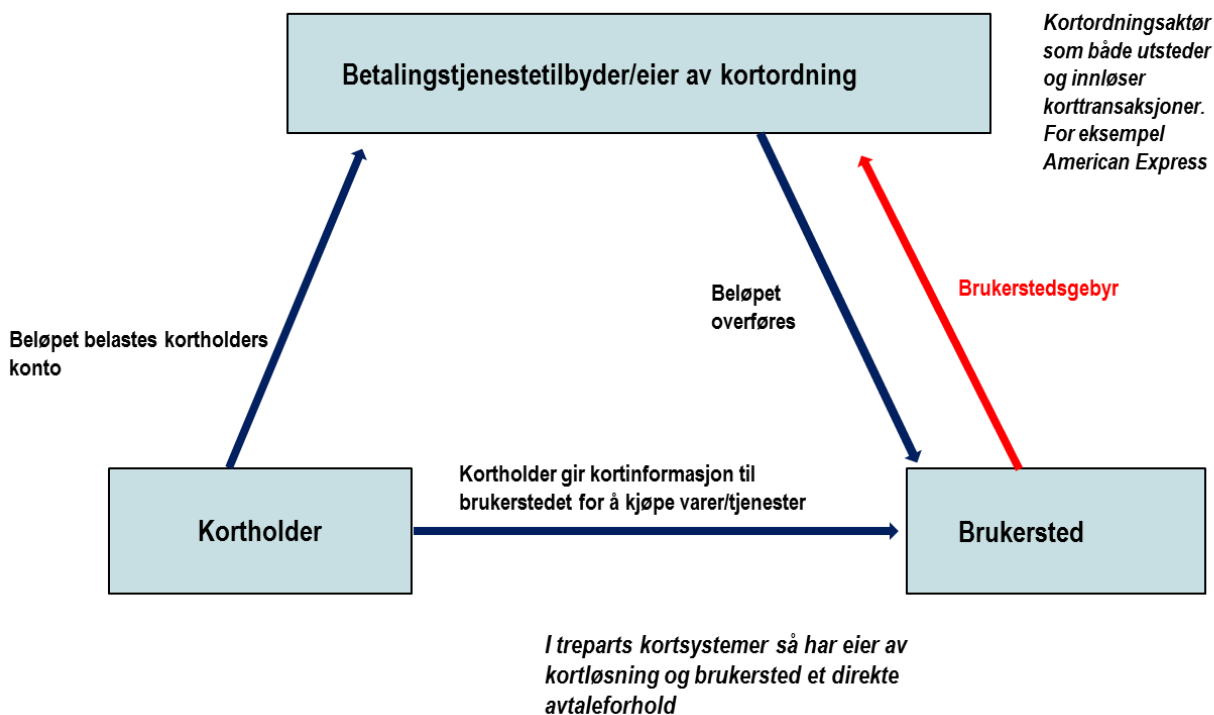 Betalingstjenestetilbyder/eier av kortordning
Kortordningsaktør
som både utsteder
og innløser
korttransaksjoner.
For eksempel
American Express
Beløpet belastes kortholders
konto
Beløpet
overføres
Brukerstedsgebyr
Kortholder gir kortinformasjon til
brukerstedet for å kjøpe varer/tjenester
Kortholder
Brukersted
I treparts kortsystemer så har eier av
kortløsning og brukersted et direkte
avtaleforhold